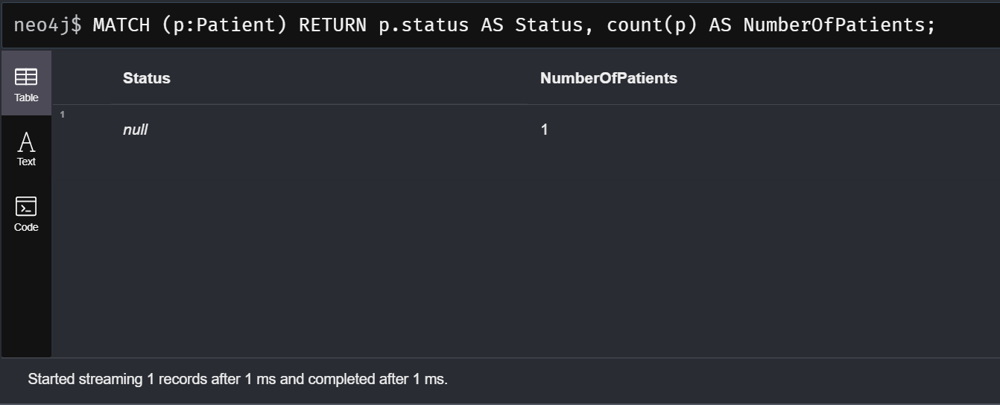 neo4j$ MATCH (p:Patient) RETURN p.status AS Status, count(p) AS NumberOfPatients;
Table
Status NumberOfPatients
1
null 1
A
Text
Code
Started streaming 1 records after 1 ms and completed after 1 ms.